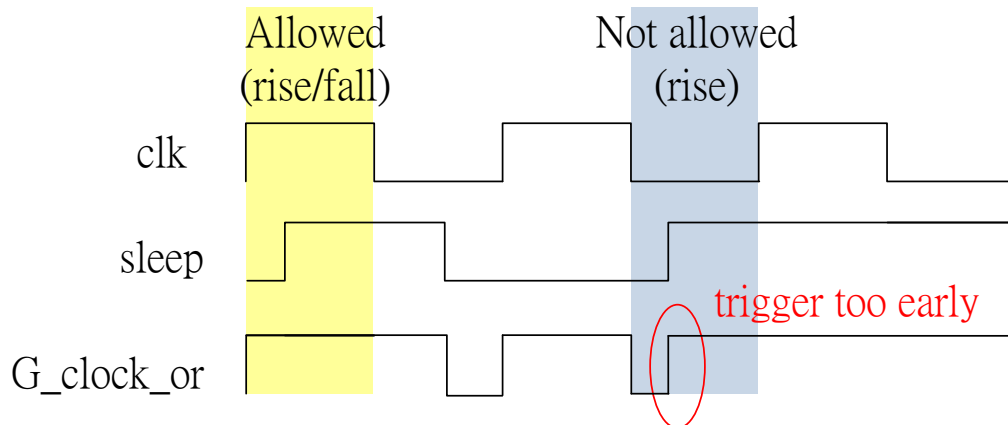 Allowed
(rise/fall)
Not allowed
(rise)
clk
sleep
trigger too early
G_clock_or